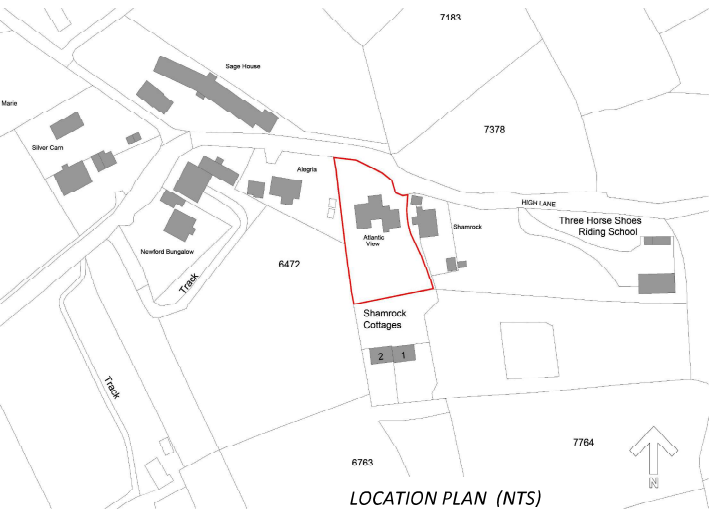 7183
Sage House
Marie
7378
Silver Carn
Alegria
HIGH LANE
Three Horse Shoes
Riding School
Atlantic
View
Shamrock
Newford Bungalow
6472
Track
Shamrock
Cottages
2
1
Track
7764
6763
N
LOCATION PLAN (NTS)